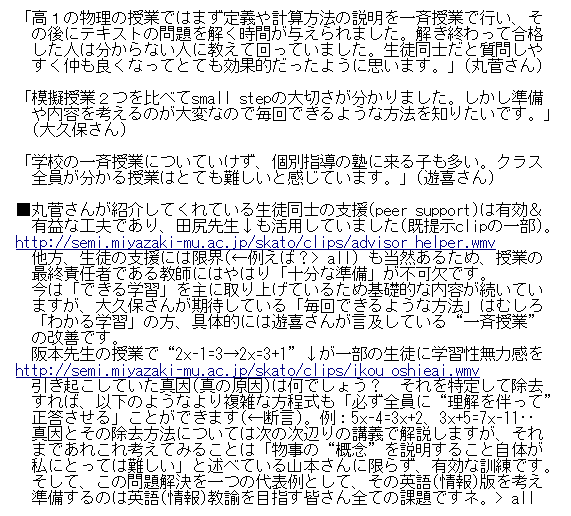 「高１の物理の授業ではまず定義や計算方法の説明を一斉授業で行い、そ
の後にテキストの問題を解く時間が与えられました。解き終わって合格
した人は分からない人に教えて回っていました。生徒同士だと質問しや
すく仲も良くなってとても効果的だったように思います。」(丸菅さん)
「模擬授業２つを比べてsmall stepの大切さが分かりました。しかし準備
や内容を考えるのが大変なので毎回できるような方法を知りたいです。」
(大久保さん)
「学校の一斉授業についていけず、個別指導の塾に来る子も多い。クラス
全員が分かる授業はとても難しいと感じています。」(遊喜さん)
■丸菅さんが紹介してくれている生徒同士の支援(peer support)は有効＆
有益な工夫であり、田尻先生↓も活用していました(既提示clipの一部)。
http://semi.miyazaki-mu.ac.jp/skato/clips/advisor_helper.wmv
他方、生徒の支援には限界(←例えば？> all) も当然あるため、授業の
最終責任者である教師にはやはり「十分な準備」が不可欠です。
今は「できる学習」を主に取り上げているため基礎的な内容が続いてい
ますが、大久保さんが期待している「毎回できるような方法」はむしろ
「わかる学習」の方、具体的には遊喜さんが言及している“一斉授業”
の改善です。
阪本先生の授業で“2x-1=3→2x=3+1”↓が一部の生徒に学習性無力感を
http://semi.miyazaki-mu.ac.jp/skato/clips/ikou_oshieai.wmv
引き起こしていた真因(真の原因)は何でしょう？　それを特定して除去
すれば、以下のようなより複雑な方程式も「必ず全員に“理解を伴って”
正答させる」ことができます(←断言)。例：5x-4=3x+2、3x+5=7x-11‥
真因とその除去方法については次の次辺りの講義で解説しますが、それ
まであれこれ考えてみることは「物事の“概念”を説明すること自体が
私にとっては難しい」と述べている山本さんに限らず、有効な訓練です。
そして、この問題解決を一つの代表例として、その英語(情報)版を考え
準備するのは英語(情報)教諭を目指す皆さん全ての課題ですネ。> all